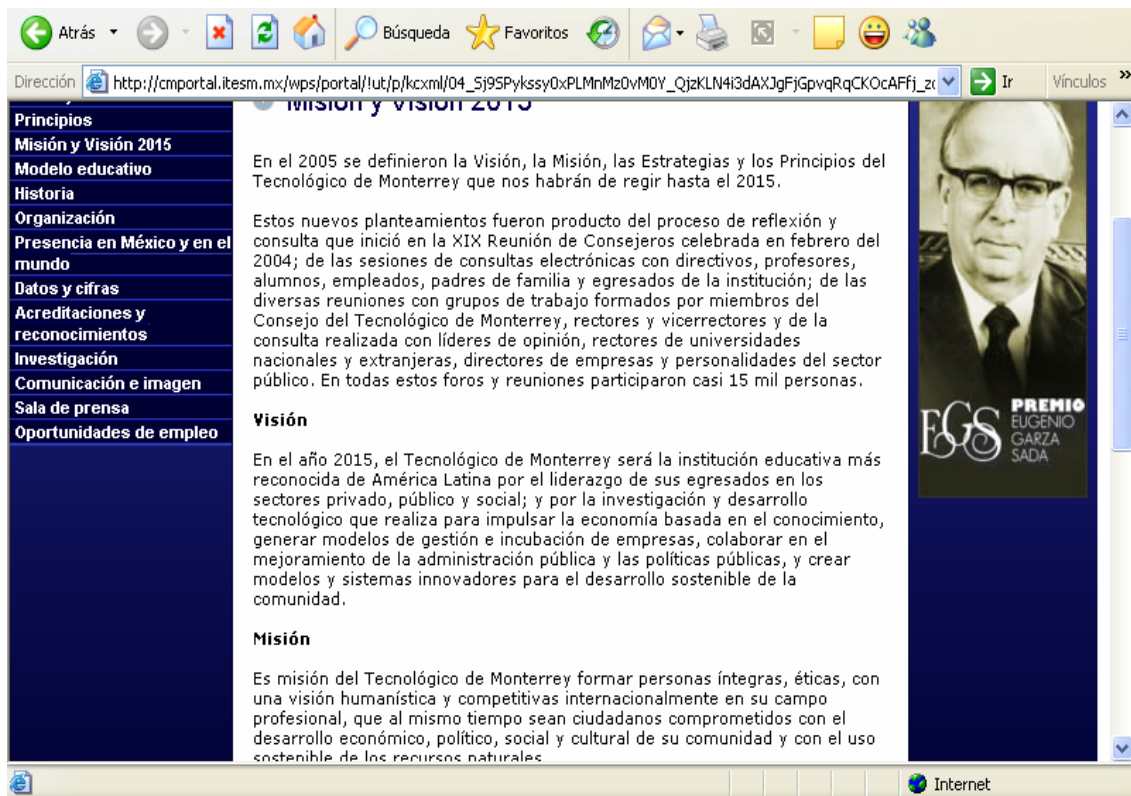 Atrás
Búsqueda
Favoritos
Dirección
http://cmportal.itesm.mx/wps/portal/!ut/p/kcxml/04_Sj9SPykssy0xPLMnMz0vM0Y_QjzKLN4i3dAXJgFjGpvqRqCKOcAFfj_zc
Ir
Vínculos
»
Principios
Misión y Visión 2015
Modelo educativo
Historia
Organización
Presencia en México y en el
mundo
Datos y cifras
Acreditaciones y
reconocimientos
Investigación
Comunicación e imagen
Sala de prensa
Oportunidades de empleo
Misión y Visión 2015
En el 2005 se definieron la Visión, la Misión, las Estrategias y los Principios del
Tecnológico de Monterrey que nos habrán de regir hasta el 2015.
Estos nuevos planteamientos fueron producto del proceso de reflexión y
consulta que inició en la XIX Reunión de Consejeros celebrada en febrero del
2004; de las sesiones de consultas electrónicas con directivos, profesores,
alumnos, empleados, padres de familia y egresados de la institución; de las
diversas reuniones con grupos de trabajo formados por miembros del
Consejo del Tecnológico de Monterrey, rectores y vicerrectores y de la
consulta realizada con líderes de opinión, rectores de universidades
nacionales y extranjeras, directores de empresas y personalidades del sector
público. En todas estos foros y reuniones participaron casi 15 mil personas.
Visión
En el año 2015, el Tecnológico de Monterrey será la institución educativa más
reconocida de América Latina por el liderazgo de sus egresados en los
sectores privado, público y social; y por la investigación y desarrollo
tecnológico que realiza para impulsar la economía basada en el conocimiento,
generar modelos de gestión e incubación de empresas, colaborar en el
mejoramiento de la administración pública y las políticas públicas, y crear
modelos y sistemas innovadores para el desarrollo sostenible de la
comunidad.
Misión
Es misión del Tecnológico de Monterrey formar personas íntegras, éticas, con
una visión humanística y competitivas internacionalmente en su campo
profesional, que al mismo tiempo sean ciudadanos comprometidos con el
desarrollo económico, político, social y cultural de su comunidad y con el uso
sostenible de los recursos naturales.
EGS
PREMIO
EUGENIO
GARZA
SADA
Internet